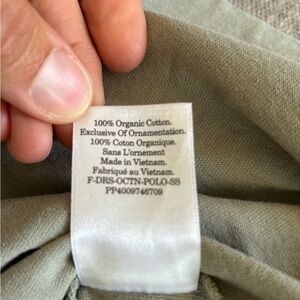 100% Organic Cotton.
Exclusive Of Ornamentation.
100% Coton Organique.
Sans L'ornement
Made in Vietnam.
Fabriqué au Vietnam.
F-DRS-OCTN-POLO-SS
PP4009746709